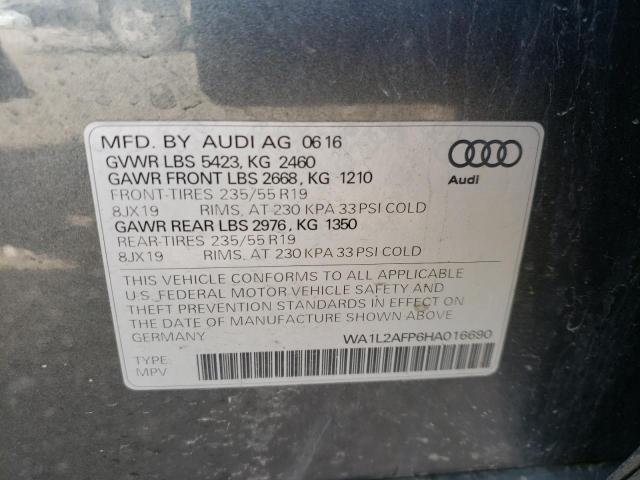 MFD. BY AUDI AG 06 16
GVWR LBS 5423, KG 2460
GAWR FRONT LBS 2668, KG 1210
FRONT-TIRES 235/55 R19
8JX19 RIMS, AT 230 KPA 33 PSI COLD
GAWR REAR LBS 2976, KG 1350
REAR-TIRES 235/55 R19
8JX19 RIMS, AT 230 KPA 33 PSI COLD
Audi
THIS VEHICLE CONFORMS TO ALL APPLICABLE
U.S. FEDERAL MOTOR VEHICLE SAFETY AND
THEFT PREVENTION STANDARDS IN EFFECT ON
THE DATE OF MANUFACTURE SHOWN ABOVE
GERMANY WA1L2AFP6HA016690
TYPE:
MPV